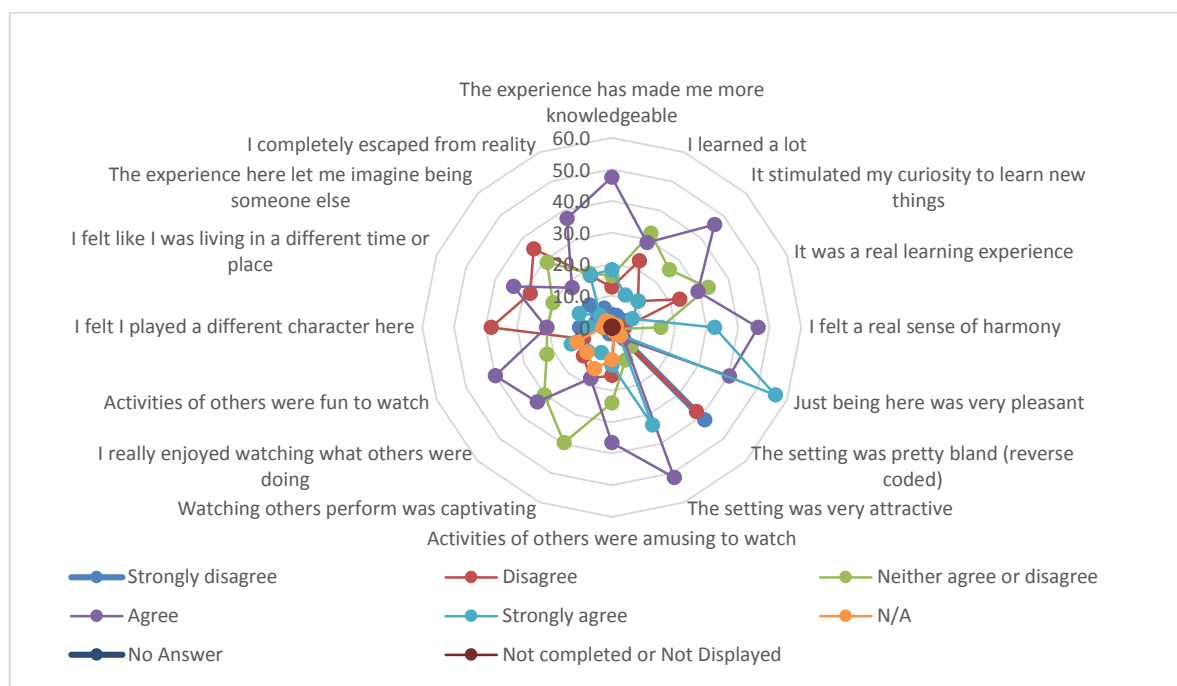 The experience has made me more
knowledgeable
I learned a lot
It stimulated my curiosity to learn new
things
It was a real learning experience
I felt a real sense of harmony
Just being here was very pleasant
The setting was pretty bland (reverse
coded)
The setting was very attractive
Activities of others were amusing to watch
Watching others perform was captivating
I really enjoyed watching what others were
doing
Activities of others were fun to watch
I felt I played a different character here
I felt like I was living in a different time or
place
The experience here let me imagine being
someone else
I completely escaped from reality
60.0
50.0
40.0
30.0
20.0
10.0
0.0
Strongly disagree
Disagree
Neither agree or disagree
Agree
Strongly agree
N/A
No Answer
Not completed or Not Displayed